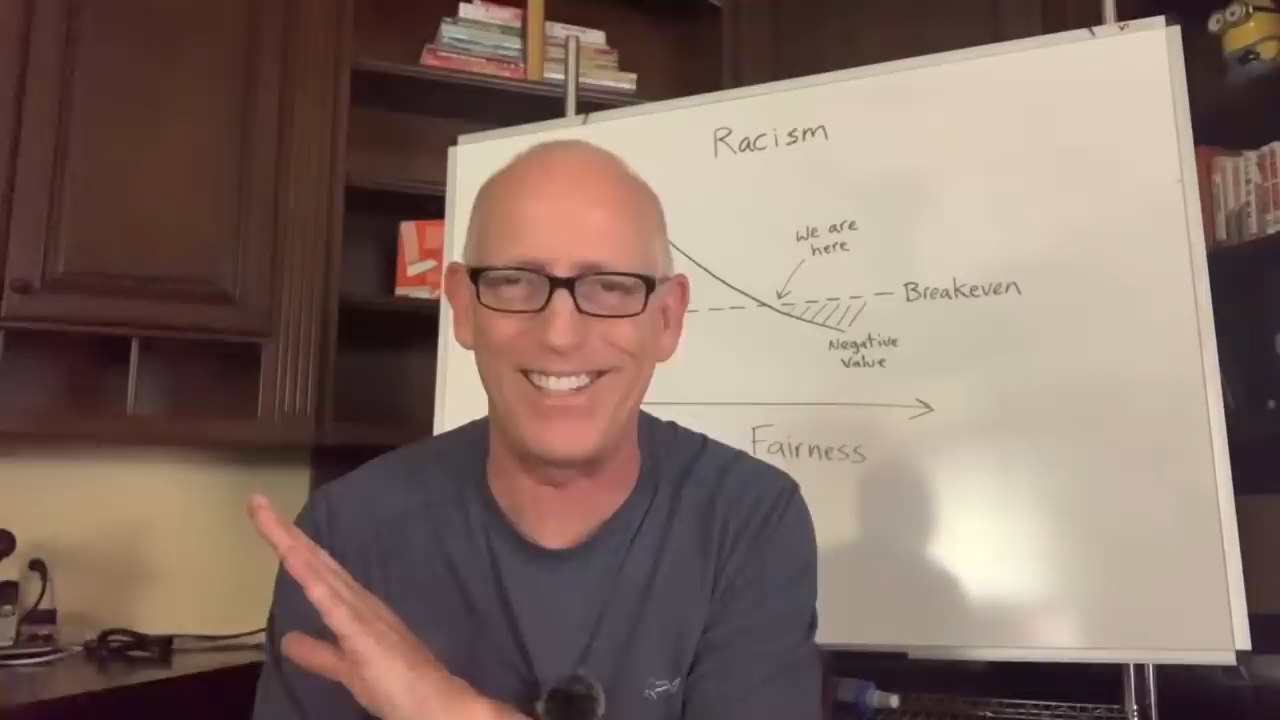 Racism
We are
here
Breakeven
Negative
Value
Fairness